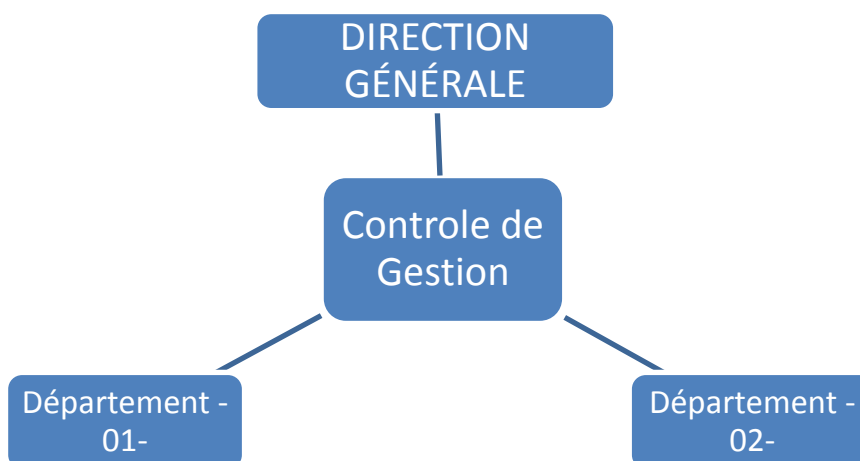 DIRECTION
GÉNÉRALE
Controle de
Gestion
Département -
01-
Département -
02-